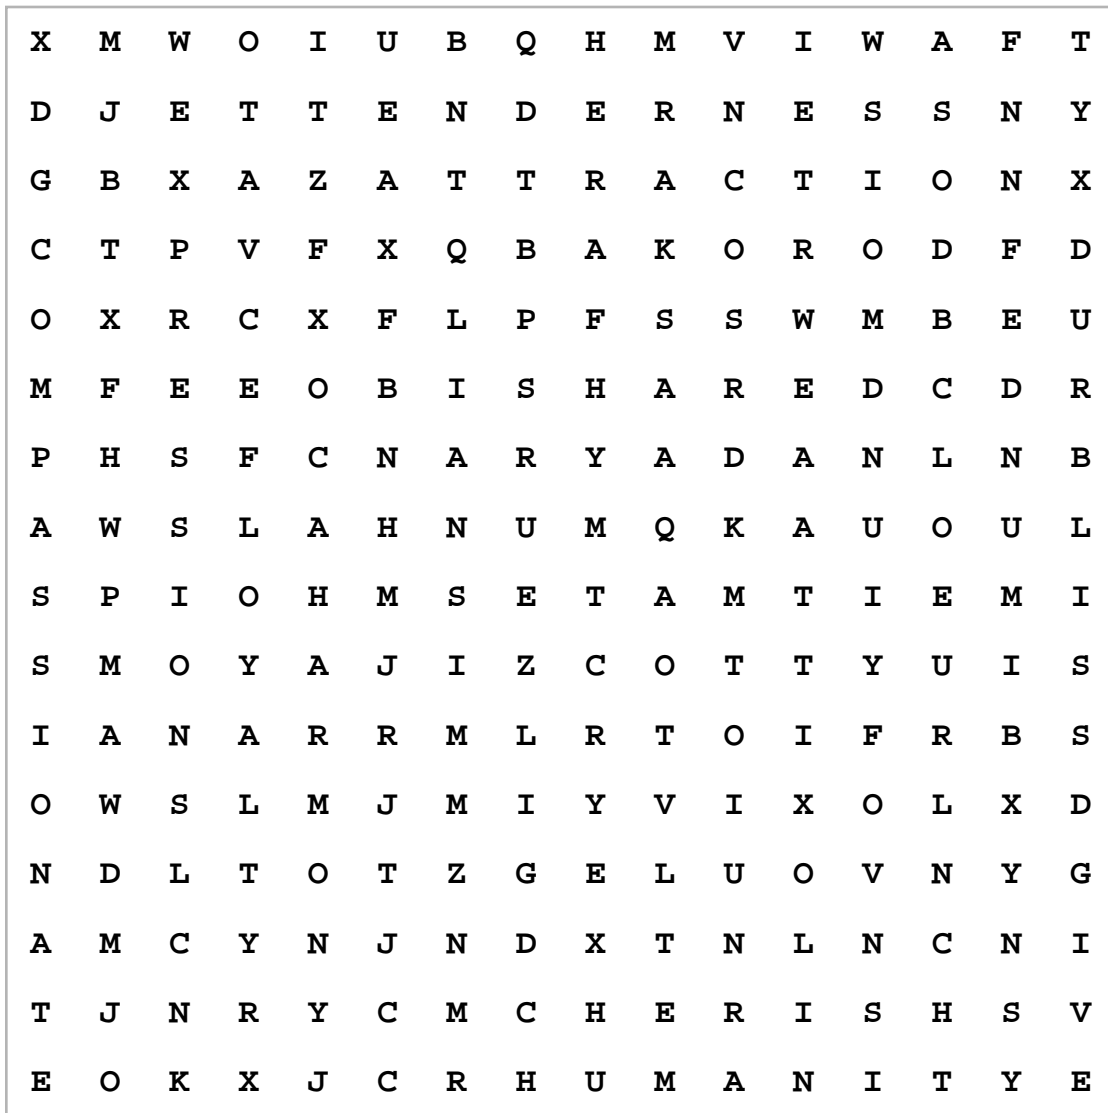 X M W O I U B Q H M V I W A F T
D J E T T E N D E R N E S S N Y
G B X A Z A T T R A C T I O N X
C T P V F X Q B A K O R O D F D
O X R C X F L P F S S W M B E U
M F E E O B I S H A R E D C D R
P H S F C N A R Y A D A N L N B
A W S L A H N U M Q K A U O U L
S P I O H M S E T A M T I E M I
S M O Y A J I Z C O T T Y U I S
I A N A R R M L R T O I F R B S
O W S L M J M I Y V I X O L X D
N D L T O T Z G E L U O V N Y G
A M C Y N J N D X T N L N C N I
T J N R Y C M C H E R I S H S V
E O K X J C R H U M A N I T Y E